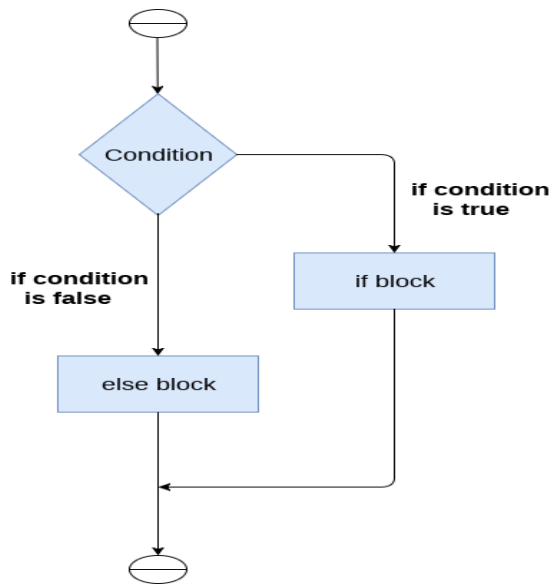 Condition
if condition
is true
if block
if condition
is false
else block